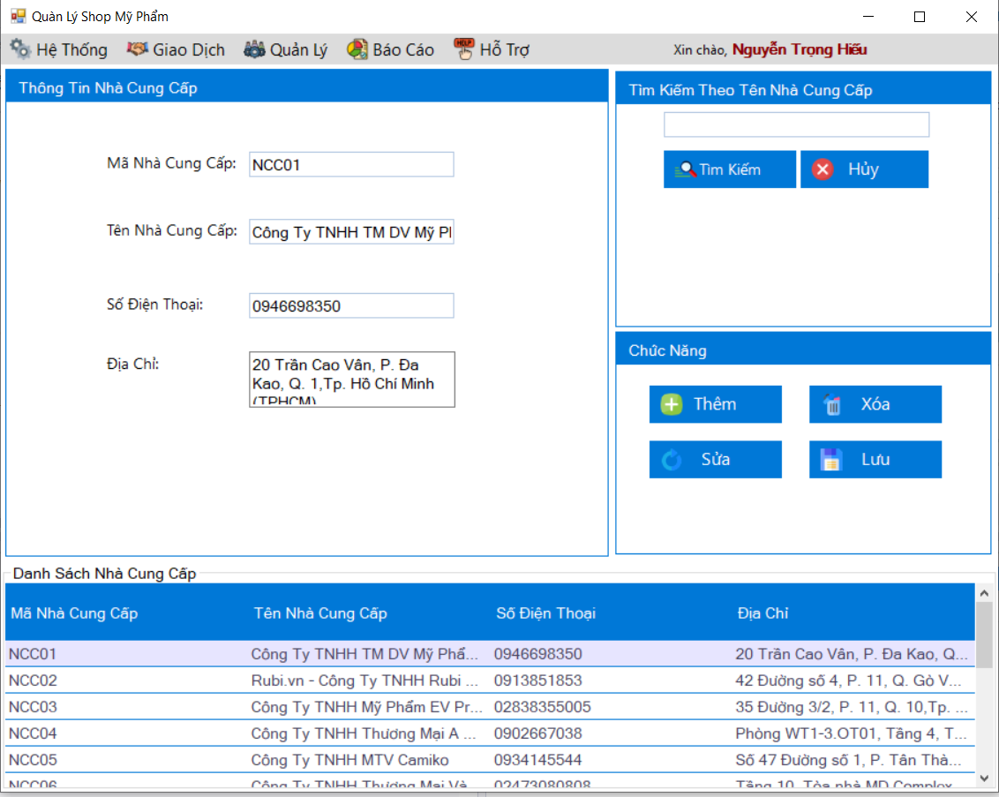 Quản Lý Shop Mỹ Phẩm
Hệ Thống Giao Dịch Quản Lý Báo Cáo HELP Hỗ Trợ Xin chào, Nguyễn Trọng Hiếu
Thông Tin Nhà Cung Cấp
Mã Nhà Cung Cấp: NCC01
Tên Nhà Cung Cấp: Công Ty TNHH TM DV Mỹ
Số Điện Thoại: 0946698350
Địa Chỉ: 20 Trần Cao Vân, P. Đa
Kao, Q. 1,Tp. Hồ Chí Minh
(TPHCM)
Tìm Kiếm Theo Tên Nhà Cung Cấp
Tìm Kiếm Hủy
Chức Năng
Thêm Xóa
Sửa Lưu
Danh Sách Nhà Cung Cấp
Mã Nhà Cung Cấp Tên Nhà Cung Cấp Số Điện Thoại Địa Chỉ
NCC01 Công Ty TNHH TM DV Mỹ Phẩ... 0946698350 20 Trần Cao Vân, P. Đa Kao, Q...
NCC02 Rubi.vn - Công Ty TNHH Rubi ... 0913851853 42 Đường số 4, P. 11, Q. Gò V...
NCC03 Công Ty TNHH Mỹ Phẩm EV Pr... 02838355005 35 Đường 3/2, P. 11, Q. 10,Tp. ...
NCC04 Công Ty TNHH Thương Mại A ... 0902667038 Phòng WT1-3.OT01, Tầng 4, T...
NCC05 Công Ty TNHH MTV Camiko 0934145544 Số 47 Đường số 1, P. Tân Thà...
NCC06 Công Ty TNHH Thương Mại Và 02473080808 Tầng 10, Tòa nhà MD Complex